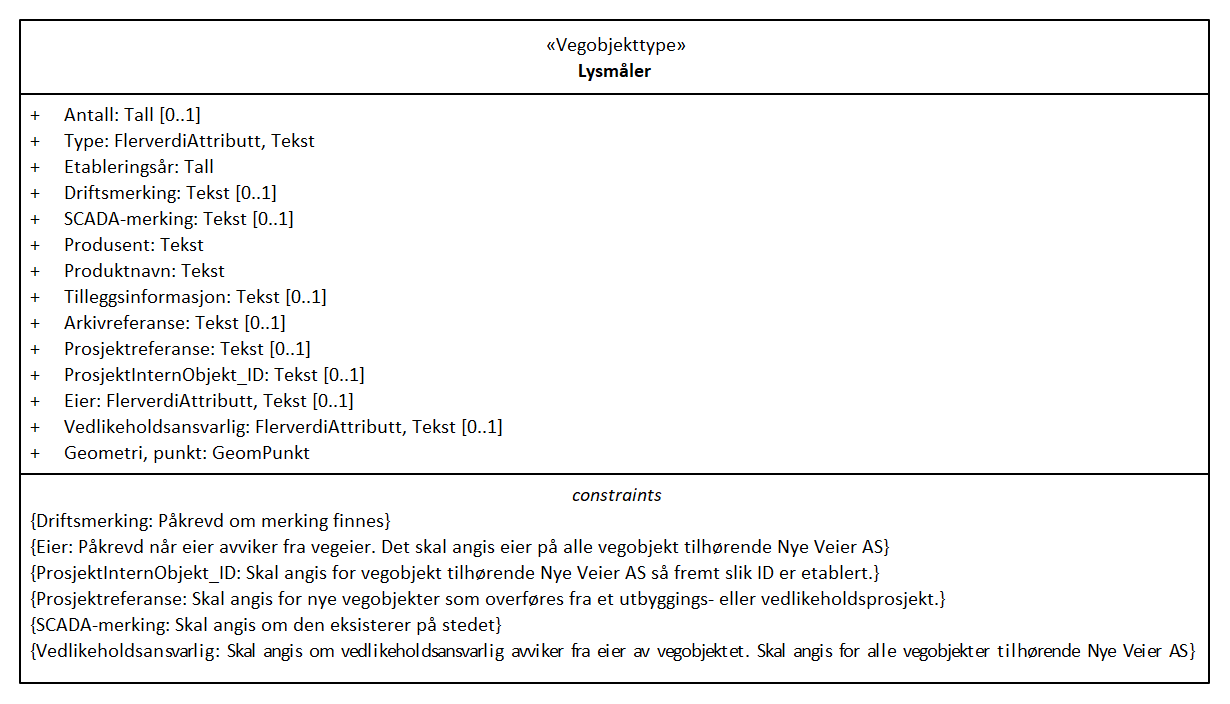 «Vegobjekttype»
Lysmåler
+ Antall: Tall [0..1]
+ Type: FlerverdiAttributt, Tekst
+ Etableringsår: Tall
+ Driftsmerking: Tekst [0..1]
+ SCADA-merking: Tekst [0..1]
+ Produsent: Tekst
+ Produktnavn: Tekst
+ Tilleggsinformasjon: Tekst [0..1]
+ Arkivreferanse: Tekst [0..1]
+ Prosjektreferanse: Tekst [0..1]
+ ProsjektInternObjekt_ID: Tekst [0..1]
+ Eier: FlerverdiAttributt, Tekst [0..1]
+ Vedlikeholdsansvarlig: FlerverdiAttributt, Tekst [0..1]
+ Geometri, punkt: GeomPunkt
constraints
{Driftsmerking: Påkrevd om merking finnes}
{Eier: Påkrevd når eier avviker fra vegeier. Det skal angis eier på alle vegobjekt tilhørende Nye Veier AS}
{ProsjektInternObjekt_ID: Skal angis for vegobjekt tilhørende Nye Veier AS så fremt slik ID er etablert.}
{Prosjektreferanse: Skal angis for nye vegobjekter som overføres fra et utbyggings- eller vedlikeholdsprosjekt.}
{SCADA-merking: Skal angis om den eksisterer på stedet}
{Vedlikeholdsansvarlig: Skal angis om vedlikeholdsansvarlig avviker fra eier av vegobjektet. Skal angis for alle vegobjekter tilhørende Nye Veier AS}